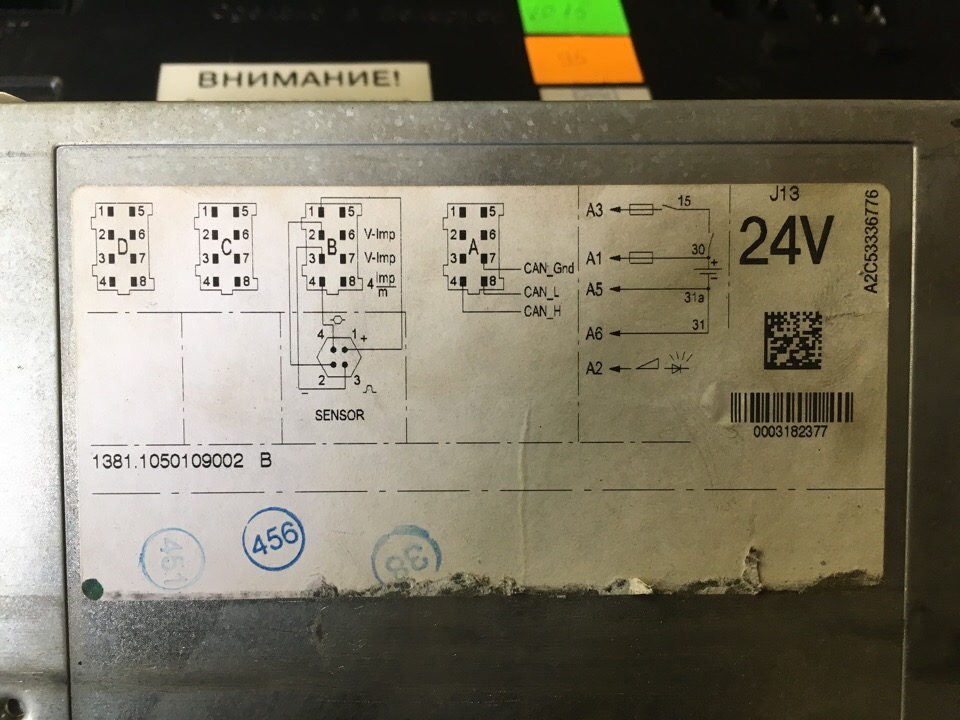 ВНИМАНИЕ!
1 5
2 D 6
3 7
4 8
1 5
2 C 6
3 7
4 8
1 5
2 B 6 V-Imp
3 7 V-Imp
4 8 4 Imp/m
1 5
2 A 6
3 7
4 8
CAN_Gnd
CAN_L
CAN_H
4 1 +
2 3
−
SENSOR
A3 15
A1 30
+
−
A5 31a
A6 31
A2
J13
24V
A2C53336776
0003182377
1381.1050109002 B
451
456
38